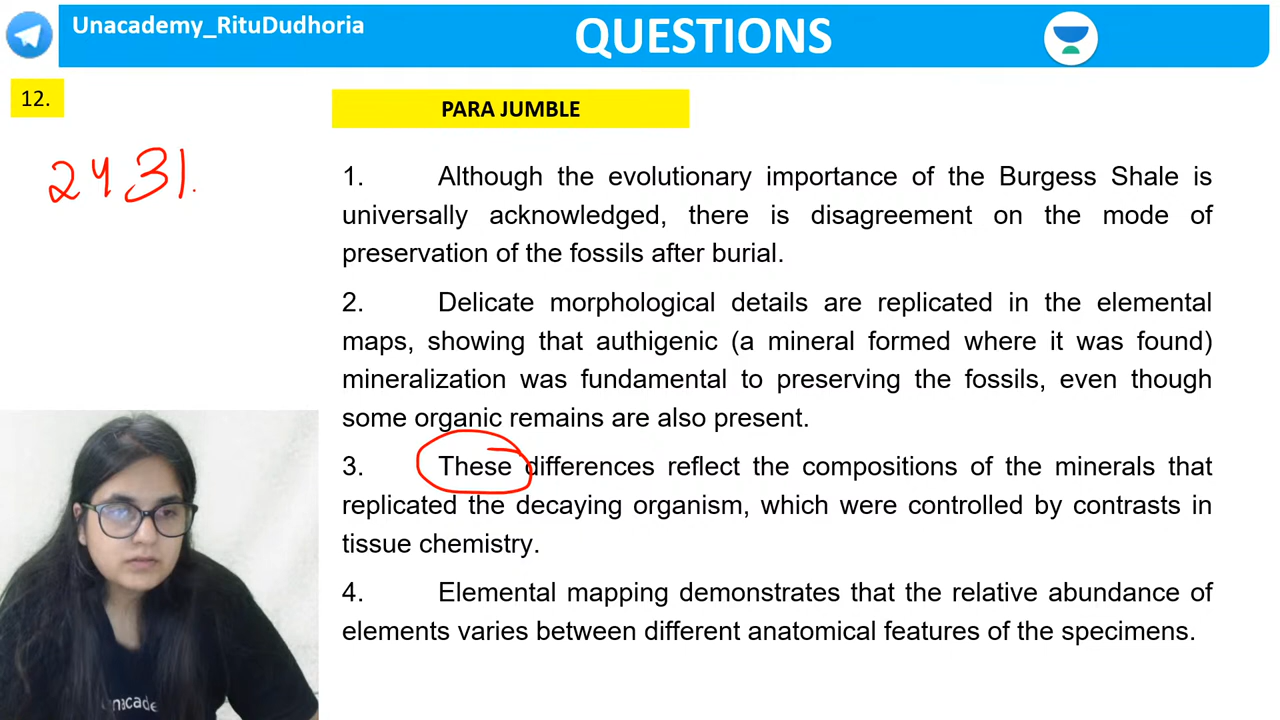 Unacademy_RituDudhoria
QUESTIONS
12.
PARA JUMBLE
2431.
1. Although the evolutionary importance of the Burgess Shale is
universally acknowledged, there is disagreement on the mode of
preservation of the fossils after burial.
2. Delicate morphological details are replicated in the elemental
maps, showing that authigenic (a mineral formed where it was found)
mineralization was fundamental to preserving the fossils, even though
some organic remains are also present.
3. These differences reflect the compositions of the minerals that
replicated the decaying organism, which were controlled by contrasts in
tissue chemistry.
4. Elemental mapping demonstrates that the relative abundance of
elements varies between different anatomical features of the specimens.